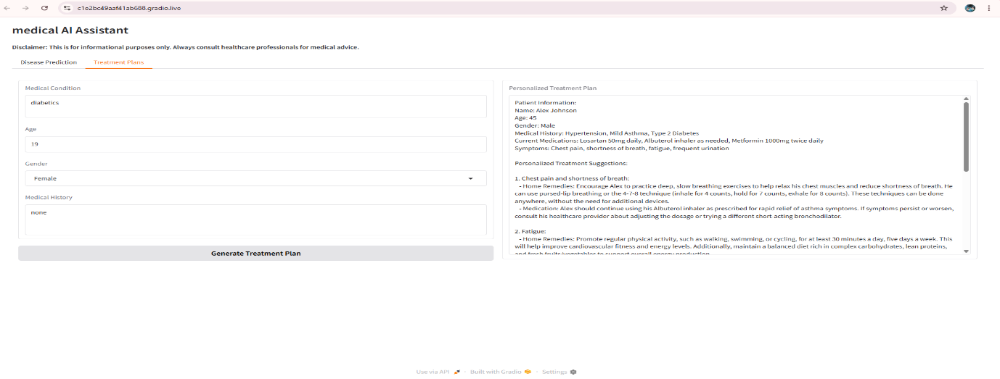 c1e2bc49aaf41ab688.gradio.live
medical AI Assistant
Disclaimer: This is for informational purposes only. Always consult healthcare professionals for medical advice.
Disease Prediction
Treatment Plans
Medical Condition
diabetics
Age
19
Gender
Female
Medical History
none
Generate Treatment Plan
Personalized Treatment Plan
Patient Information:
Name: Alex Johnson
Age: 45
Gender: Male
Medical History: Hypertension, Mild Asthma, Type 2 Diabetes
Current Medications: Losartan 50mg daily, Albuterol inhaler as needed, Metformin 1000mg twice daily
Symptoms: Chest pain, shortness of breath, fatigue, frequent urination
Personalized Treatment Suggestions:
1. Chest pain and shortness of breath:
- Home Remedies: Encourage Alex to practice deep, slow breathing exercises to help relax his chest muscles and reduce shortness of breath. He
can use pursed-lip breathing or the 4-7-8 technique (inhale for 4 counts, hold for 7 counts, exhale for 8 counts). These techniques can be done
anywhere, without the need for additional devices.
- Medication: Alex should continue using his Albuterol inhaler as prescribed for rapid relief of asthma symptoms. If symptoms persist or worsen,
consult his healthcare provider about adjusting the dosage or trying a different short-acting bronchodilator.
2. Fatigue:
- Home Remedies: Promote regular physical activity, such as walking, swimming, or cycling, for at least 30 minutes a day, five days a week. This
will help improve cardiovascular fitness and energy levels. Additionally, maintain a balanced diet rich in complex carbohydrates, lean proteins,
and fresh fruits/vegetables to support overall energy production.
Use via API · Built with Gradio · Settings